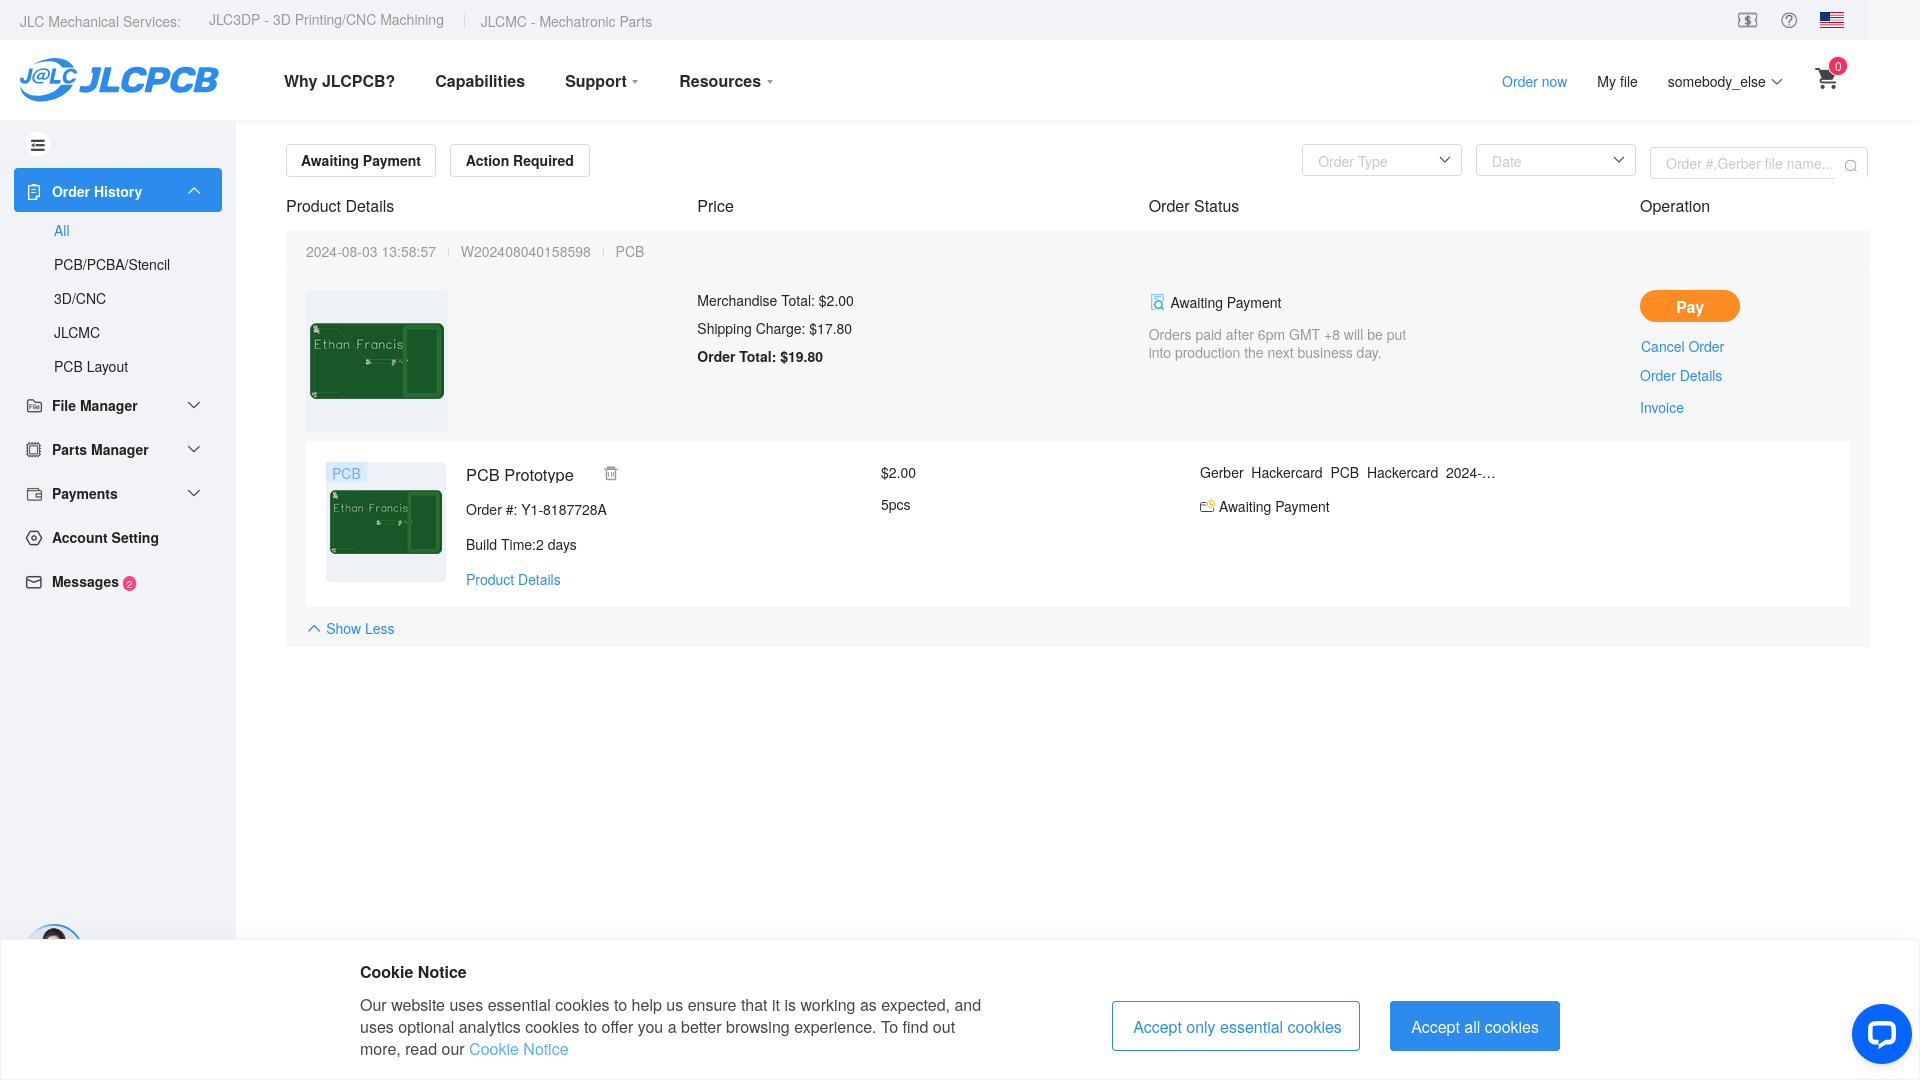 JLC Mechanical Services: JLC3DP - 3D Printing/CNC Machining JLCMC - Mechatronic Parts
J@LC JLCPCB
Why JLCPCB? Capabilities Support Resources
Order now My file somebody_else 0
Order History
All
PCB/PCBA/Stencil
3D/CNC
JLCMC
PCB Layout
File Manager
Parts Manager
Payments
Account Setting
Messages 2
Awaiting Payment Action Required Order Type Date Order #,Gerber file name...
Product Details Price Order Status Operation
2024-08-03 13:58:57 W202408040158598 PCB
Ethan Francis
Merchandise Total: $2.00
Shipping Charge: $17.80
Order Total: $19.80
Awaiting Payment
Orders paid after 6pm GMT +8 will be put
into production the next business day.
Pay
Cancel Order
Order Details
Invoice
PCB
Ethan Francis
PCB Prototype
Order #: Y1-8187728A
Build Time:2 days
Product Details
$2.00
5pcs
Gerber Hackercard PCB Hackercard 2024-...
Awaiting Payment
Show Less
Cookie Notice
Our website uses essential cookies to help us ensure that it is working as expected, and
uses optional analytics cookies to offer you a better browsing experience. To find out
more, read our Cookie Notice
Accept only essential cookies Accept all cookies